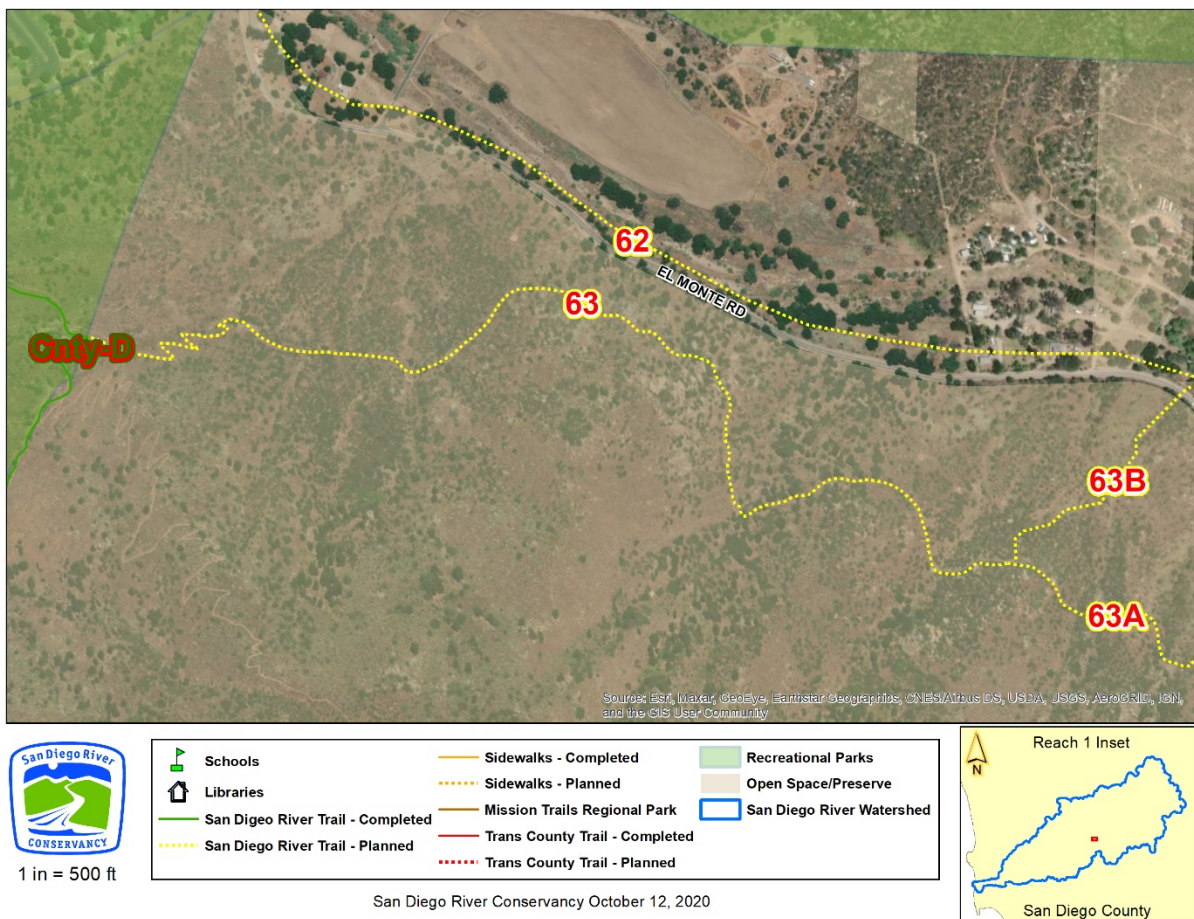 62
EL MONTE RD
63
Cnty-D
63B
63A
Source: Esri, Maxar, GeoEye, Earthstar Geographics, CNES/Airbus DS, USDA, USGS, AeroGRID, IGN,
and the GIS User Community
San Diego River
CONSERVANCY
1 in = 500 ft
Schools
Libraries
San Digeo River Trail - Completed
San Diego River Trail - Planned
Sidewalks - Completed
Sidewalks - Planned
Mission Trails Regional Park
Trans County Trail - Completed
Trans County Trail - Planned
Recreational Parks
Open Space/Preserve
San Diego River Watershed
N
Reach 1 Inset
San Diego County
San Diego River Conservancy October 12, 2020